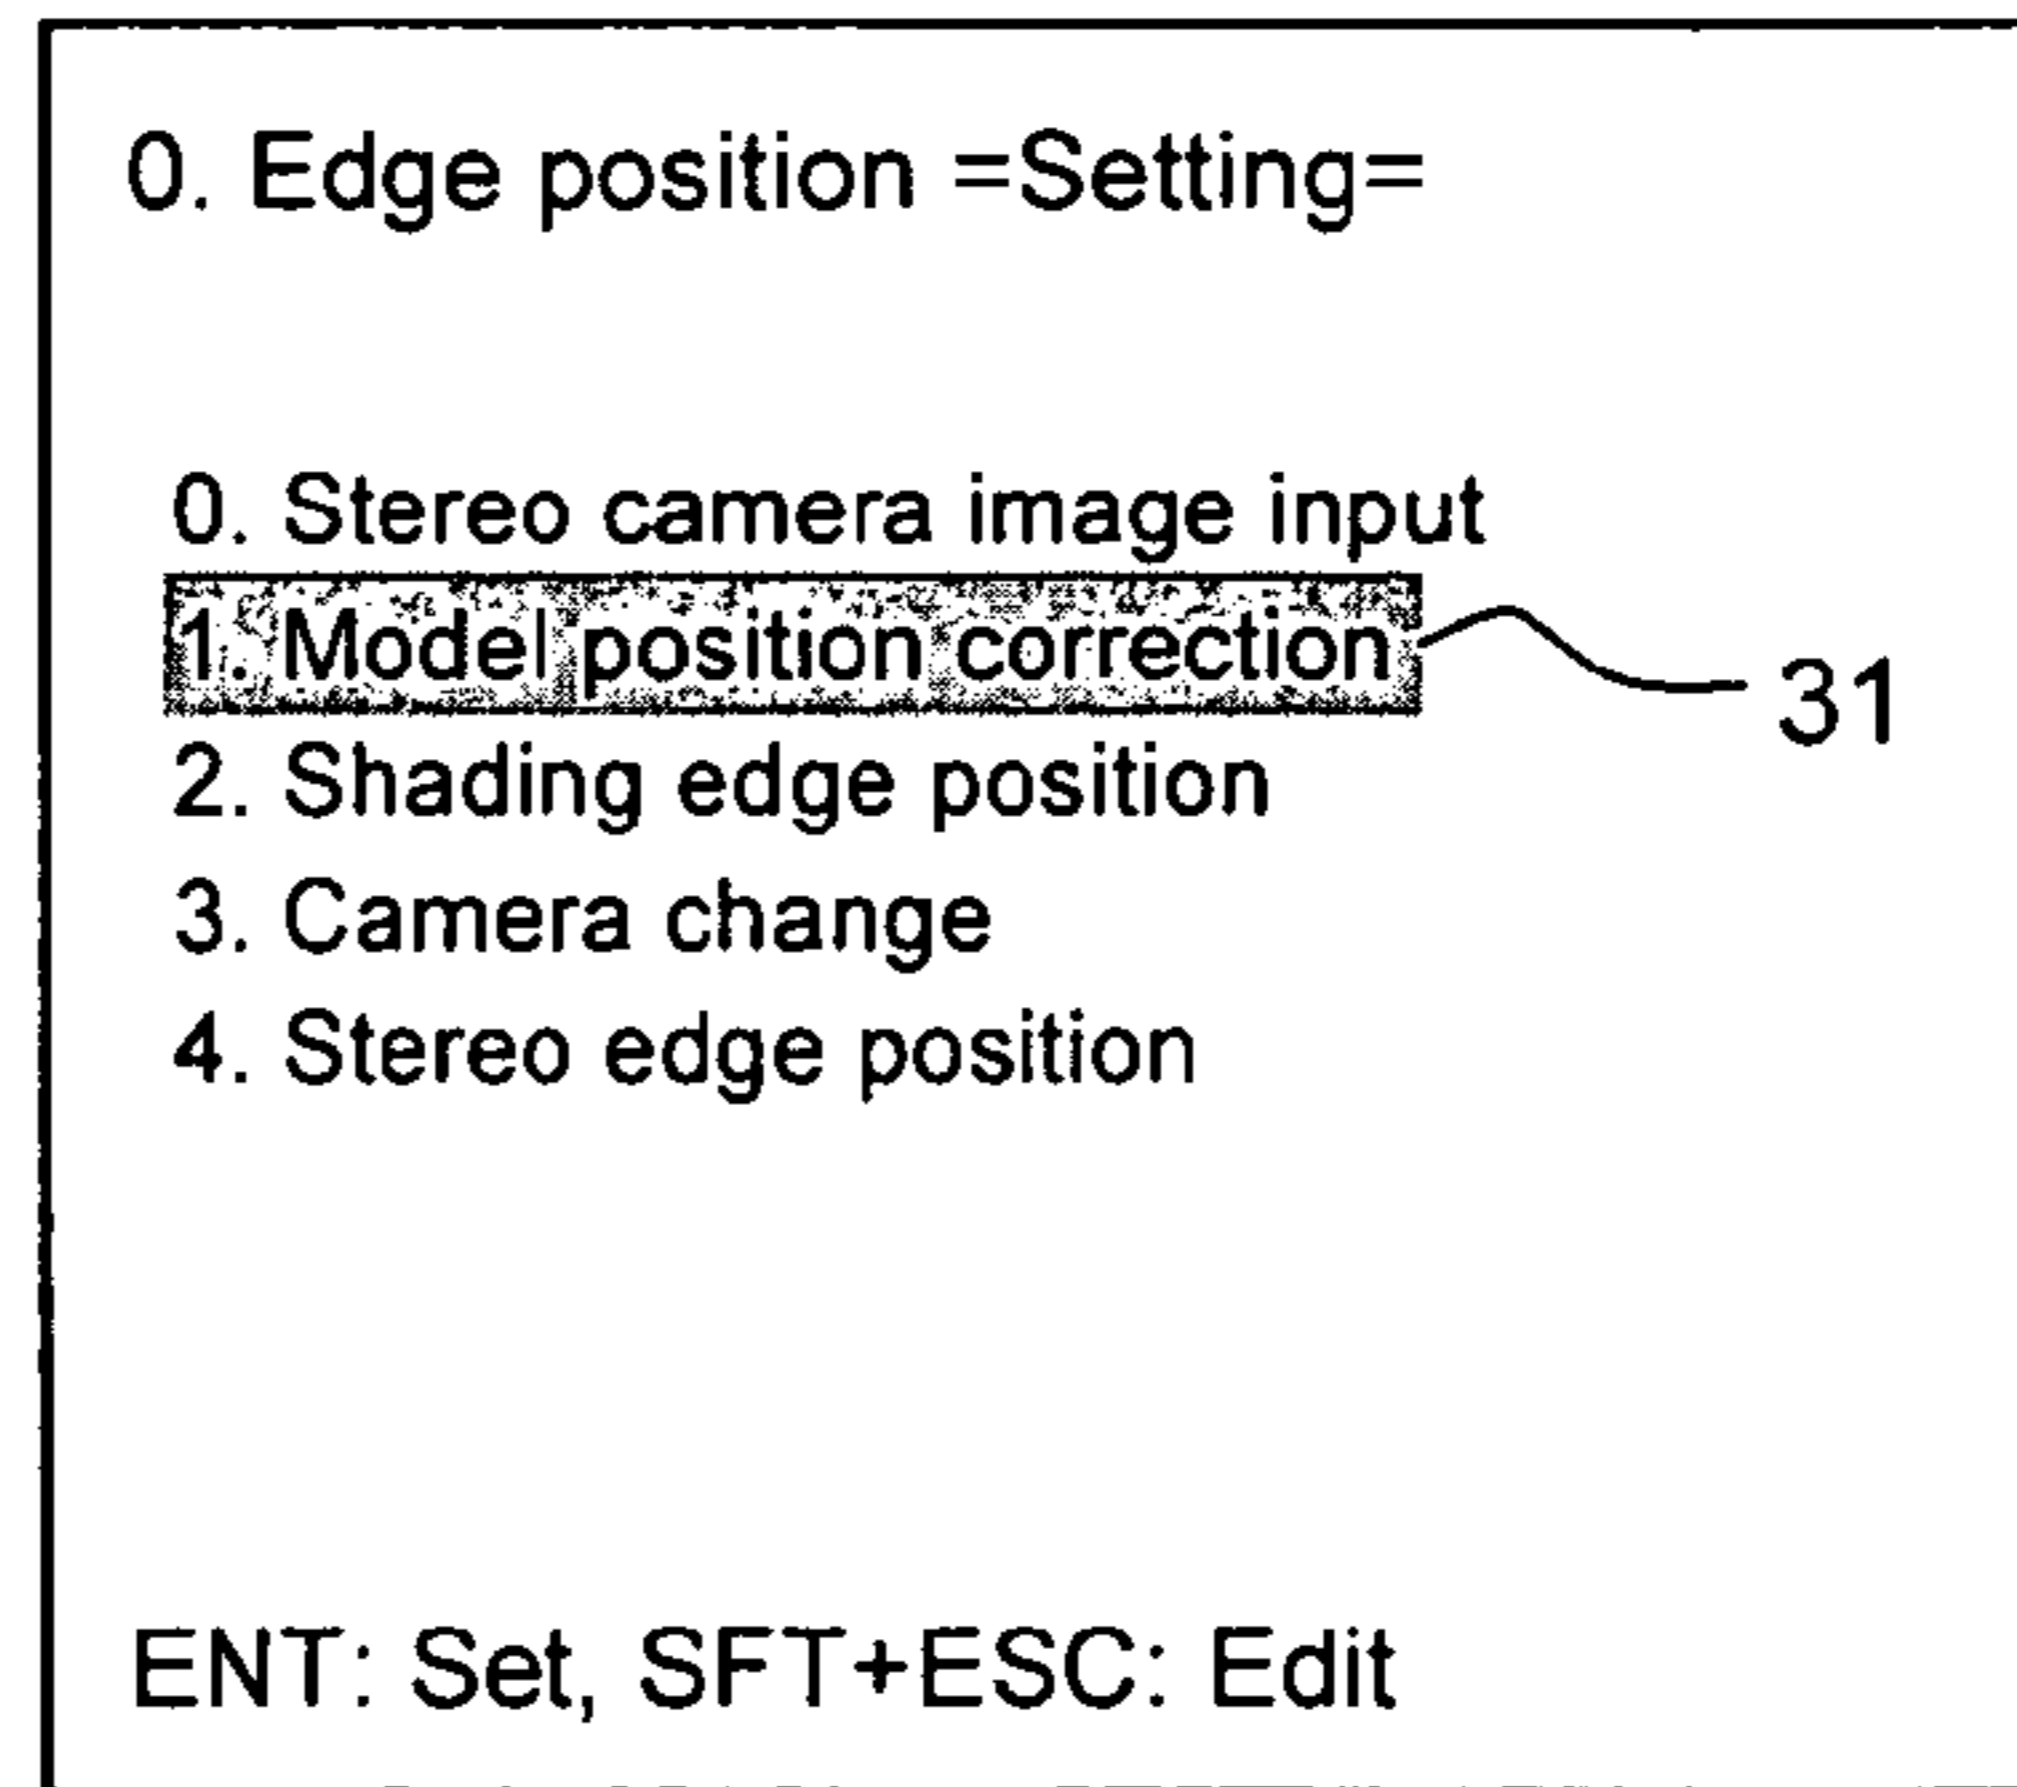 0. Edge position =Setting=
0. Stereo camera image input
1. Model position correction
31
2. Shading edge position
3. Camera change
4. Stereo edge position
ENT: Set, SFT+ESC: Edit